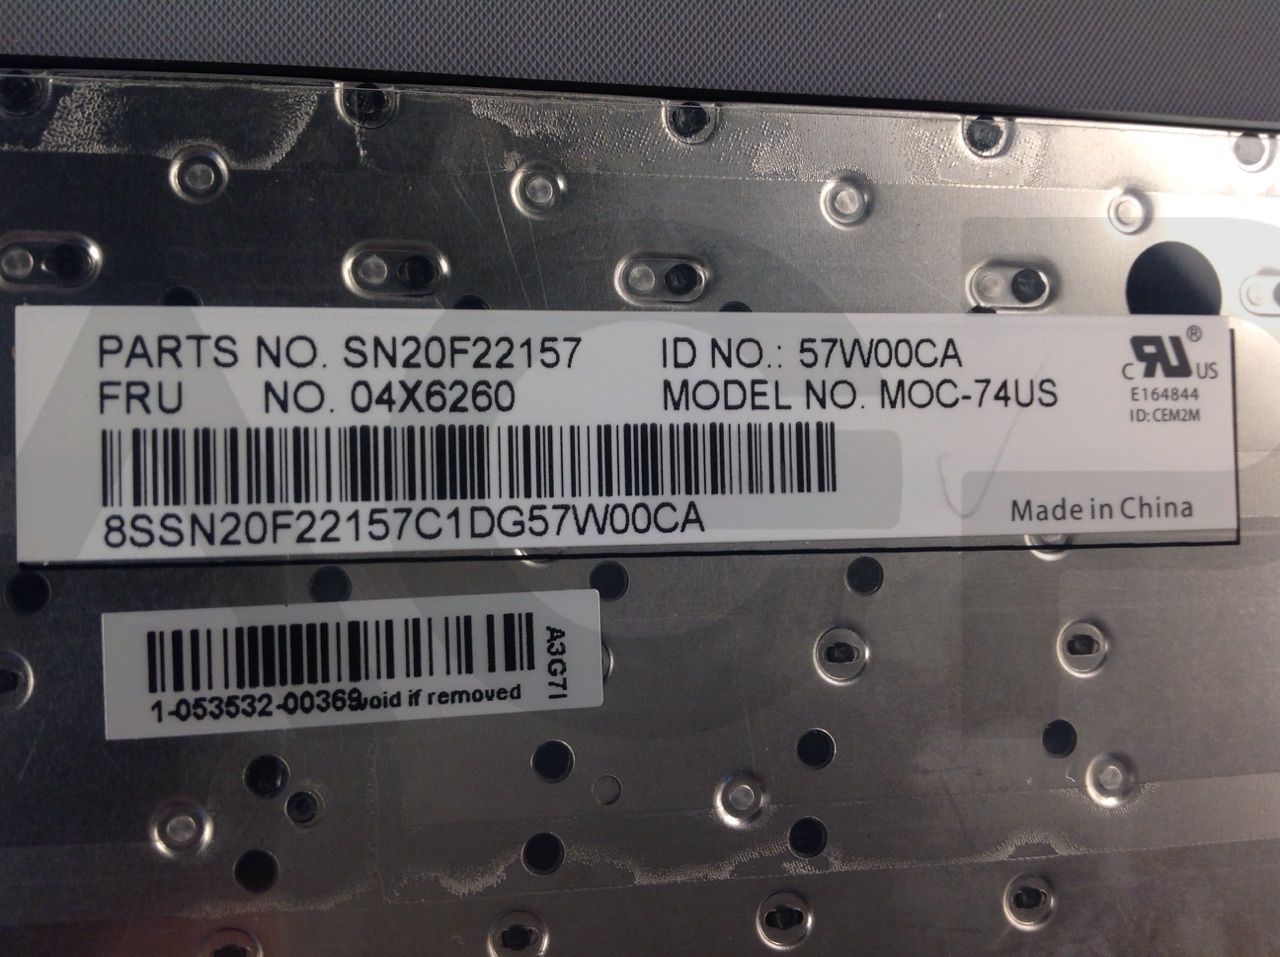 PARTS NO. SN20F22157 ID NO.: 57W00CA
FRU NO. 04X6260 MODEL NO. MOC-74US
C US ®
E164844
ID: CEM2M
8SSN20F22157C1DG57W00CA
Made in China
A3G7I
1-053532-00369 void if removed